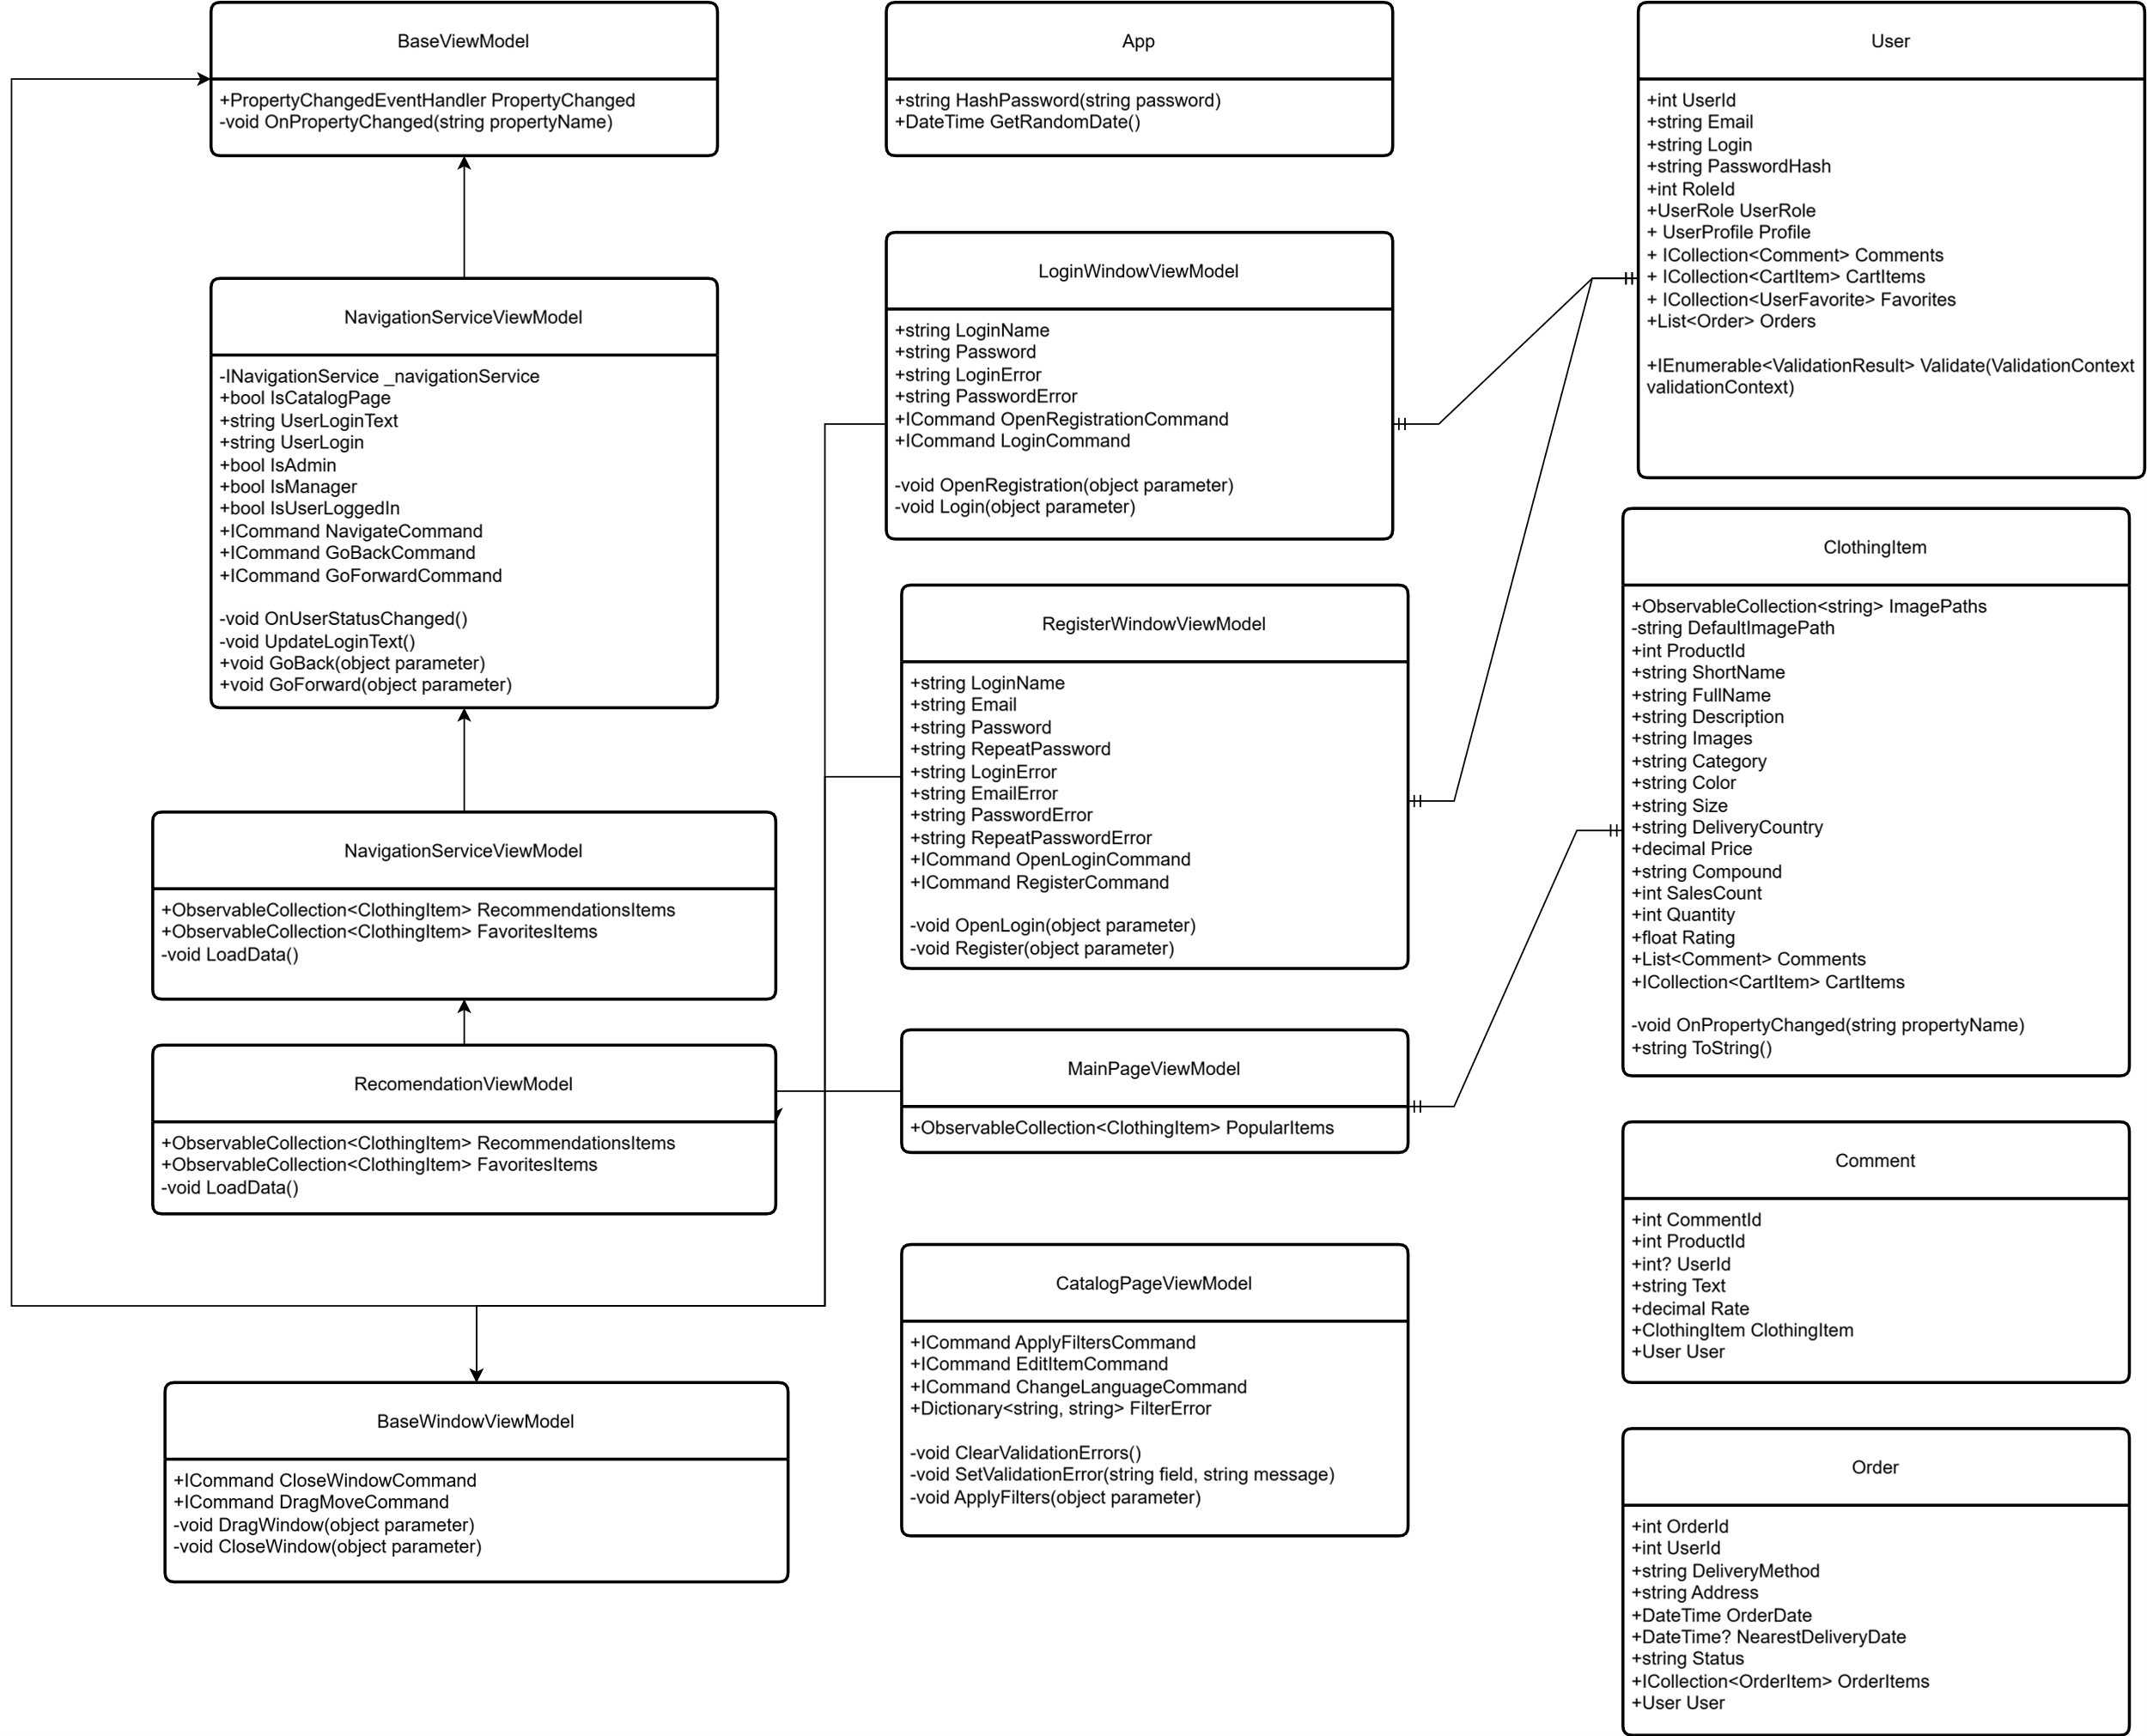 BaseViewModel
+PropertyChangedEventHandler PropertyChanged
-void OnPropertyChanged(string propertyName)
NavigationServiceViewModel
-INavigationService _navigationService
+bool IsCatalogPage
+string UserLoginText
+string UserLogin
+bool IsAdmin
+bool IsManager
+bool IsUserLoggedIn
+ICommand NavigateCommand
+ICommand GoBackCommand
+ICommand GoForwardCommand
-void OnUserStatusChanged()
-void UpdateLoginText()
+void GoBack(object parameter)
+void GoForward(object parameter)
NavigationServiceViewModel
+ObservableCollection<ClothingItem> RecommendationsItems
+ObservableCollection<ClothingItem> FavoritesItems
-void LoadData()
RecomendationViewModel
+ObservableCollection<ClothingItem> RecommendationsItems
+ObservableCollection<ClothingItem> FavoritesItems
-void LoadData()
BaseWindowViewModel
+ICommand CloseWindowCommand
+ICommand DragMoveCommand
-void DragWindow(object parameter)
-void CloseWindow(object parameter)
App
+string HashPassword(string password)
+DateTime GetRandomDate()
LoginWindowViewModel
+string LoginName
+string Password
+string LoginError
+string PasswordError
+ICommand OpenRegistrationCommand
+ICommand LoginCommand
-void OpenRegistration(object parameter)
-void Login(object parameter)
RegisterWindowViewModel
+string LoginName
+string Email
+string Password
+string RepeatPassword
+string LoginError
+string EmailError
+string PasswordError
+string RepeatPasswordError
+ICommand OpenLoginCommand
+ICommand RegisterCommand
-void OpenLogin(object parameter)
-void Register(object parameter)
MainPageViewModel
+ObservableCollection<ClothingItem> PopularItems
CatalogPageViewModel
+ICommand ApplyFiltersCommand
+ICommand EditItemCommand
+ICommand ChangeLanguageCommand
+Dictionary<string, string> FilterError
-void ClearValidationErrors()
-void SetValidationError(string field, string message)
-void ApplyFilters(object parameter)
User
+int UserId
+string Email
+string Login
+string PasswordHash
+int RoleId
+UserRole UserRole
+ UserProfile Profile
+ ICollection<Comment> Comments
+ ICollection<CartItem> CartItems
+ ICollection<UserFavorite> Favorites
+List<Order> Orders
+IEnumerable<ValidationResult> Validate(ValidationContext
validationContext)
ClothingItem
+ObservableCollection<string> ImagePaths
-string DefaultImagePath
+int ProductId
+string ShortName
+string FullName
+string Description
+string Images
+string Category
+string Color
+string Size
+string DeliveryCountry
+decimal Price
+string Compound
+int SalesCount
+int Quantity
+float Rating
+List<Comment> Comments
+ICollection<CartItem> CartItems
-void OnPropertyChanged(string propertyName)
+string ToString()
Comment
+int CommentId
+int ProductId
+int? UserId
+string Text
+decimal Rate
+ClothingItem ClothingItem
+User User
Order
+int OrderId
+int UserId
+string DeliveryMethod
+string Address
+DateTime OrderDate
+DateTime? NearestDeliveryDate
+string Status
+ICollection<OrderItem> OrderItems
+User User